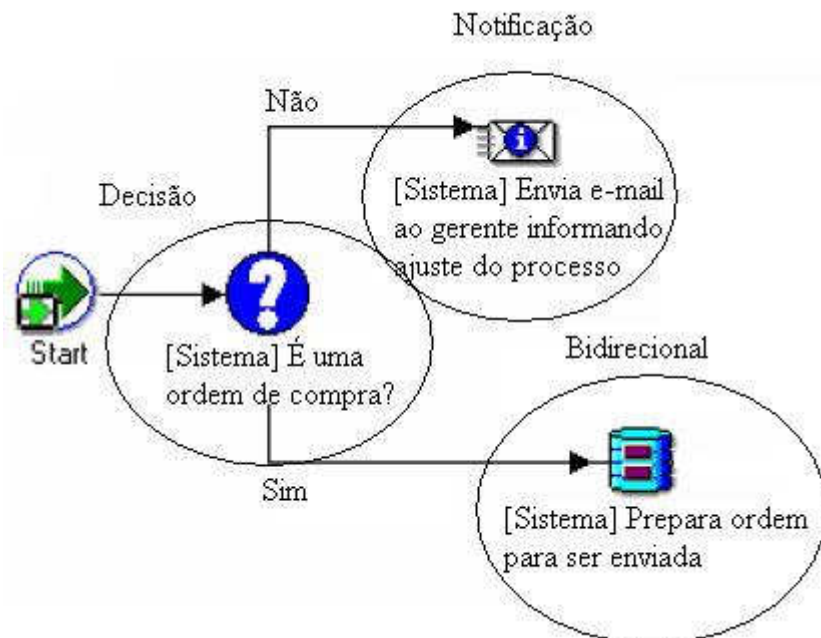 Notificação
Não
[Sistema] Envia e-mail
ao gerente informando
ajuste do processo
Decisão
Start
[Sistema] É uma
ordem de compra?
Bidirecional
Sim
[Sistema] Prepara ordem
para ser enviada